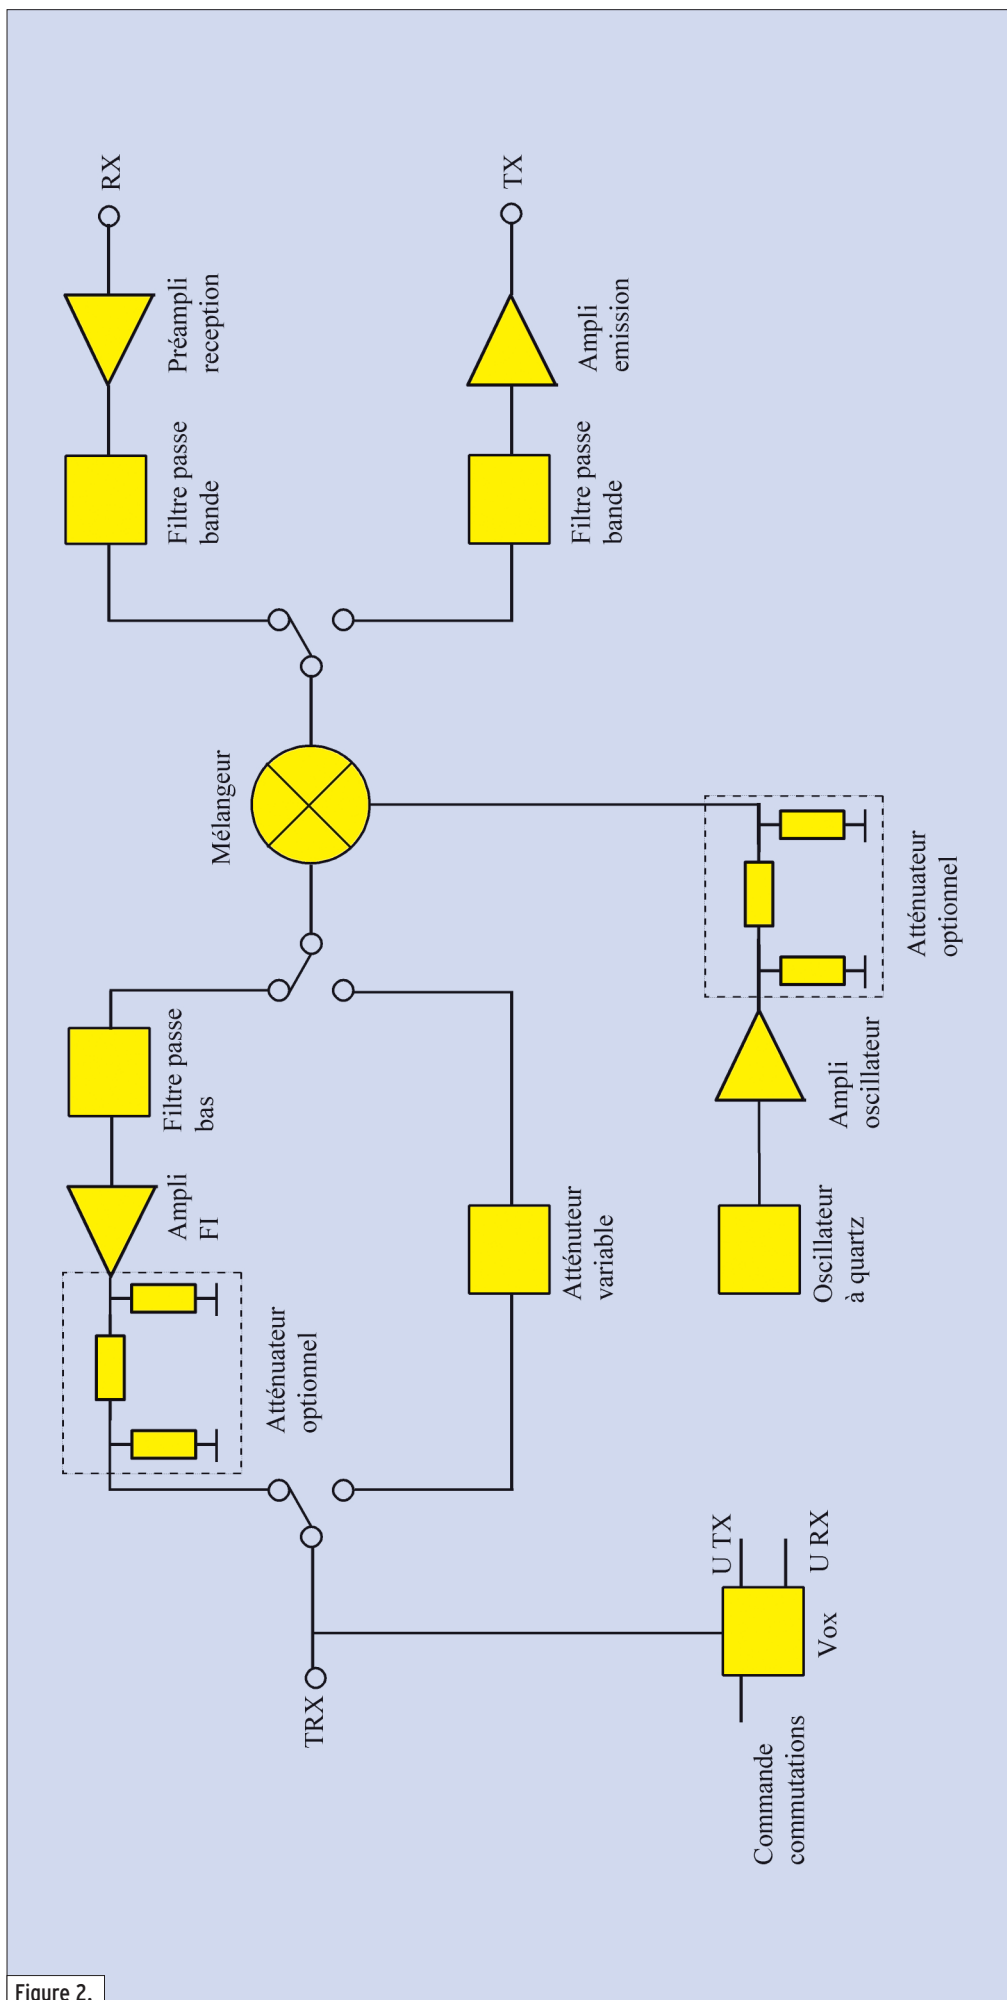 RX
Préampli
reception
Filtre passe
bande
TX
Ampli
emission
Filtre passe
bande
Mélangeur
Filtre passe
bas
Ampli
FI
Atténuateur
optionnel
Atténuteur
variable
Atténuateur
optionnel
Ampli
oscillateur
Oscillateur
à quartz
TRX
U TX
U RX
Vox
Commande
commutations
Figure 2.